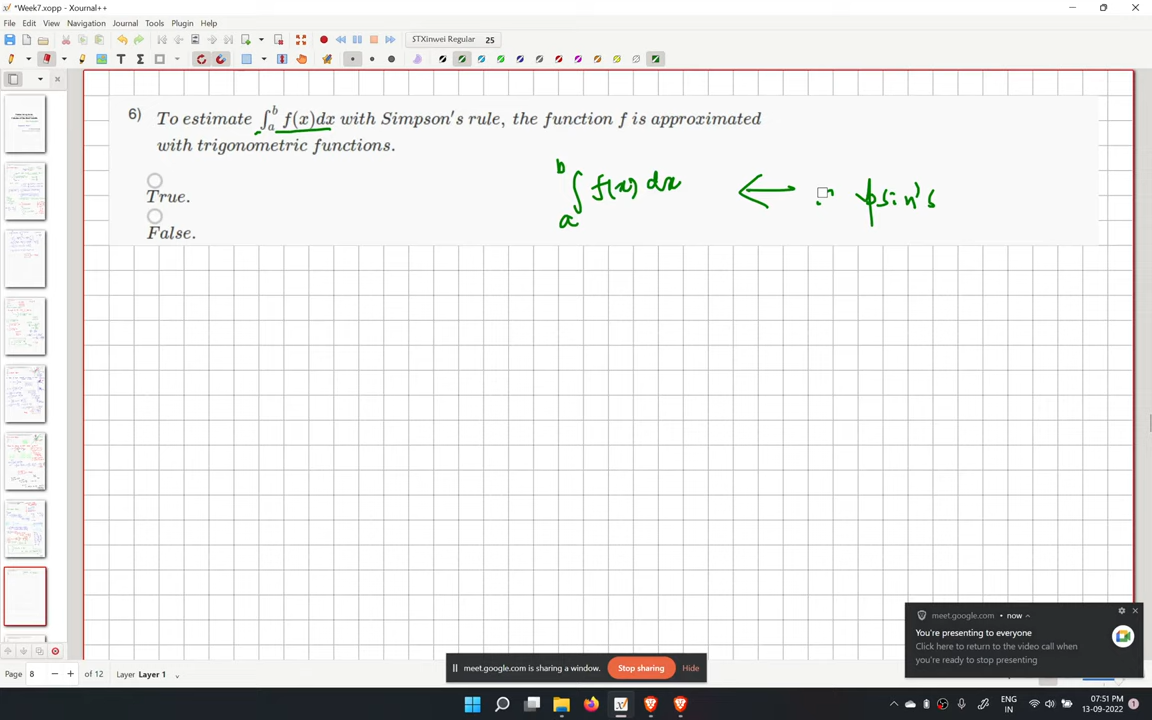 *Week7.xopp - Xournal++
File Edit View Navigation Journal Tools Plugin Help
STXinwei Regular 25
6) To estimate ∫_a^b f(x)dx with Simpson's rule, the function f is approximated
with trigonometric functions.
True.
False.
∫_a^b f(x) dx
sin's
meet.google.com • now
You're presenting to everyone
Click here to return to the video call when
you're ready to stop presenting
meet.google.com is sharing a window. Stop sharing Hide
Page 8 of 12 Layer Layer 1
ENG
IN
07:51 PM
13-09-2022